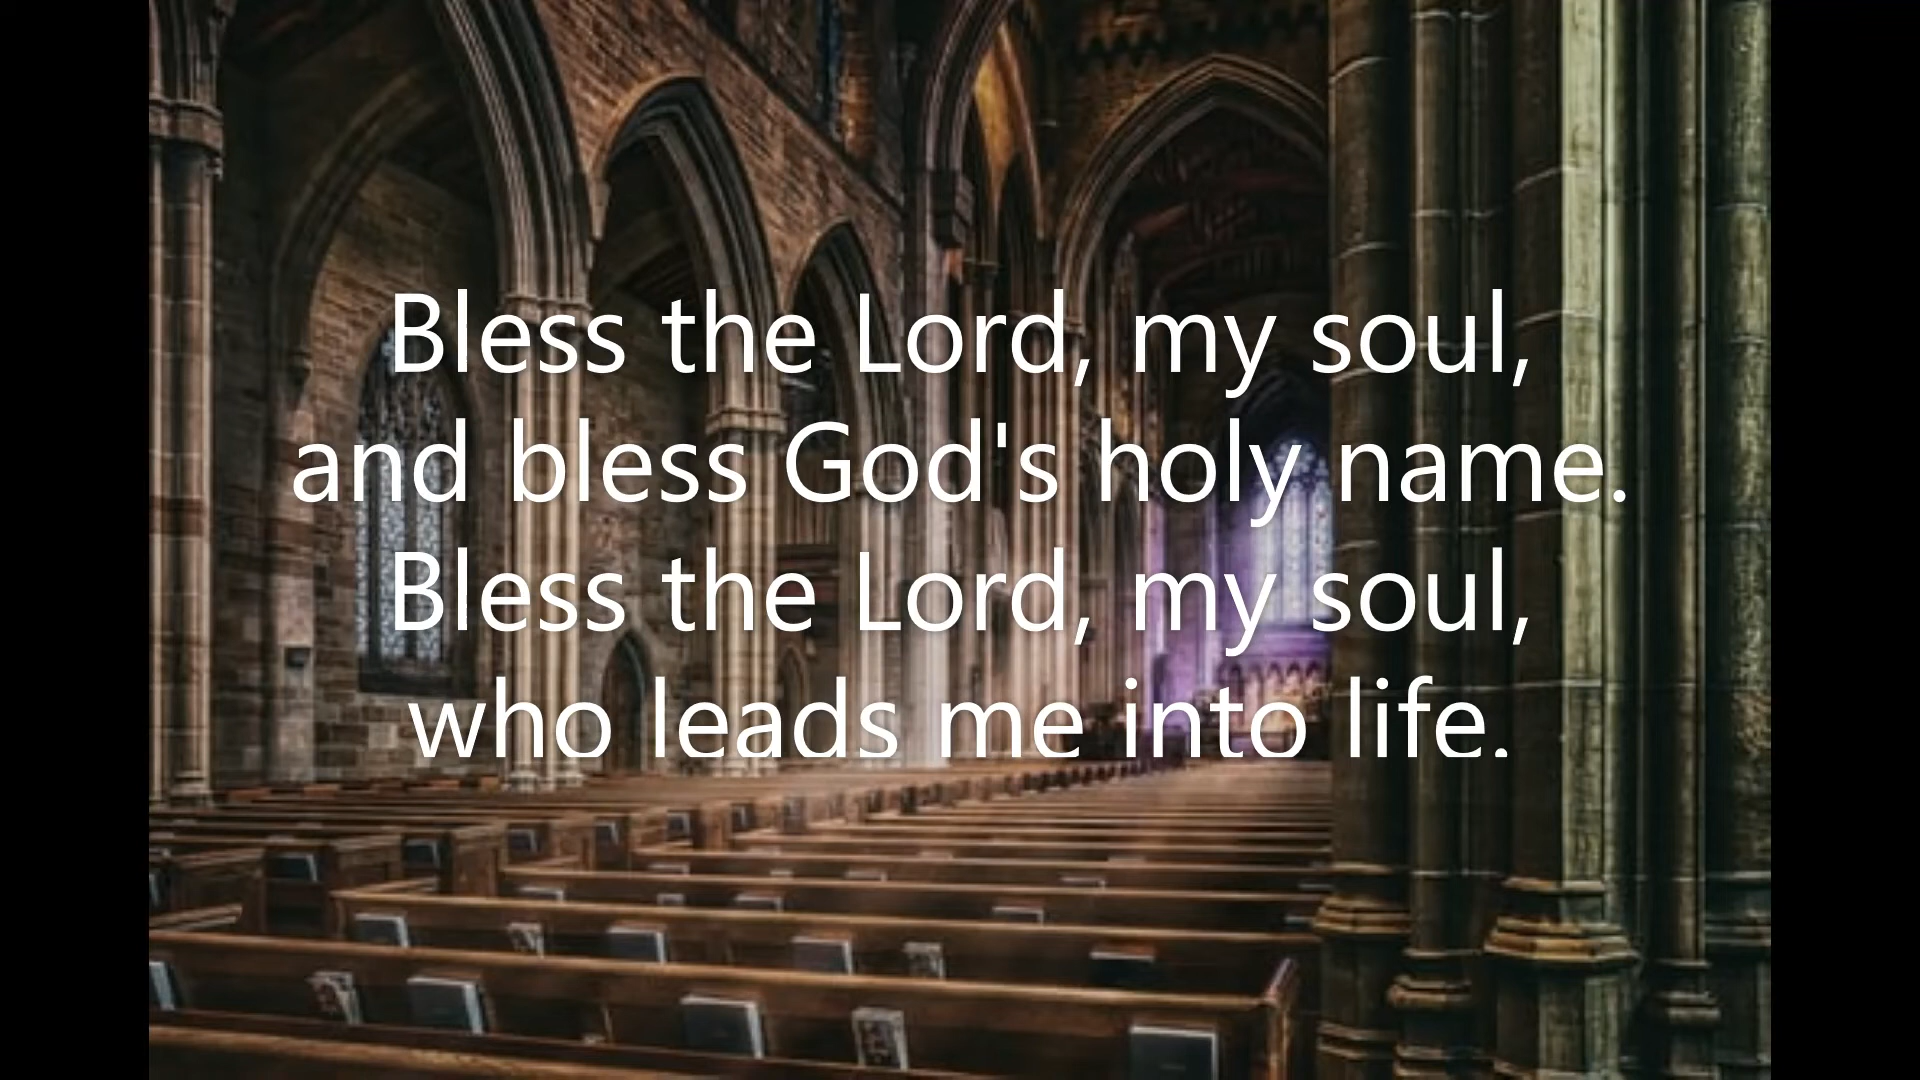 Bless the Lord, my soul,
and bless God's holy name.
Bless the Lord, my soul,
who leads me into life.